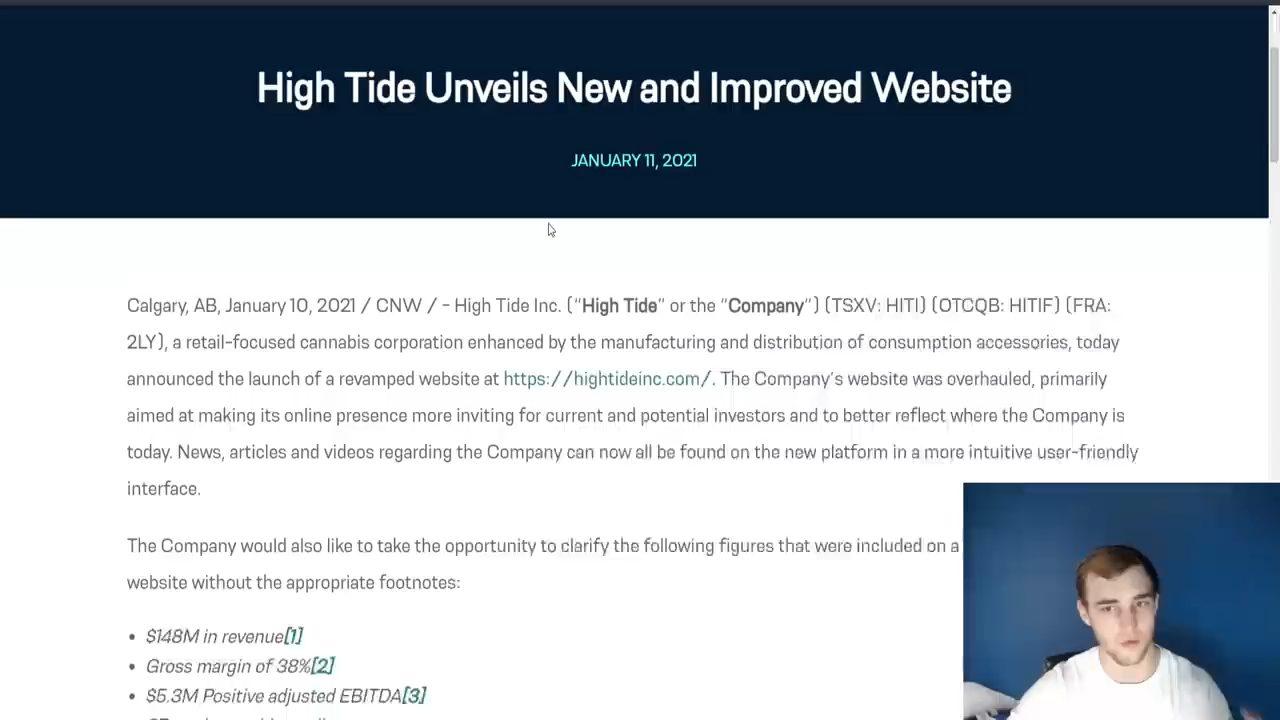 High Tide Unveils New and Improved Website
JANUARY 11, 2021
Calgary, AB, January 10, 2021 / CNW / - High Tide Inc. ("High Tide" or the "Company") (TSXV: HITI) (OTCQB: HITIF) (FRA:
2LY), a retail-focused cannabis corporation enhanced by the manufacturing and distribution of consumption accessories, today
announced the launch of a revamped website at https://hightideinc.com/. The Company's website was overhauled, primarily
aimed at making its online presence more inviting for current and potential investors and to better reflect where the Company is
today. News, articles and videos regarding the Company can now all be found on the new platform in a more intuitive user-friendly
interface.
The Company would also like to take the opportunity to clarify the following figures that were included on a
website without the appropriate footnotes:
• $148M in revenue[1]
• Gross margin of 38%[2]
• $5.3M Positive adjusted EBITDA[3]